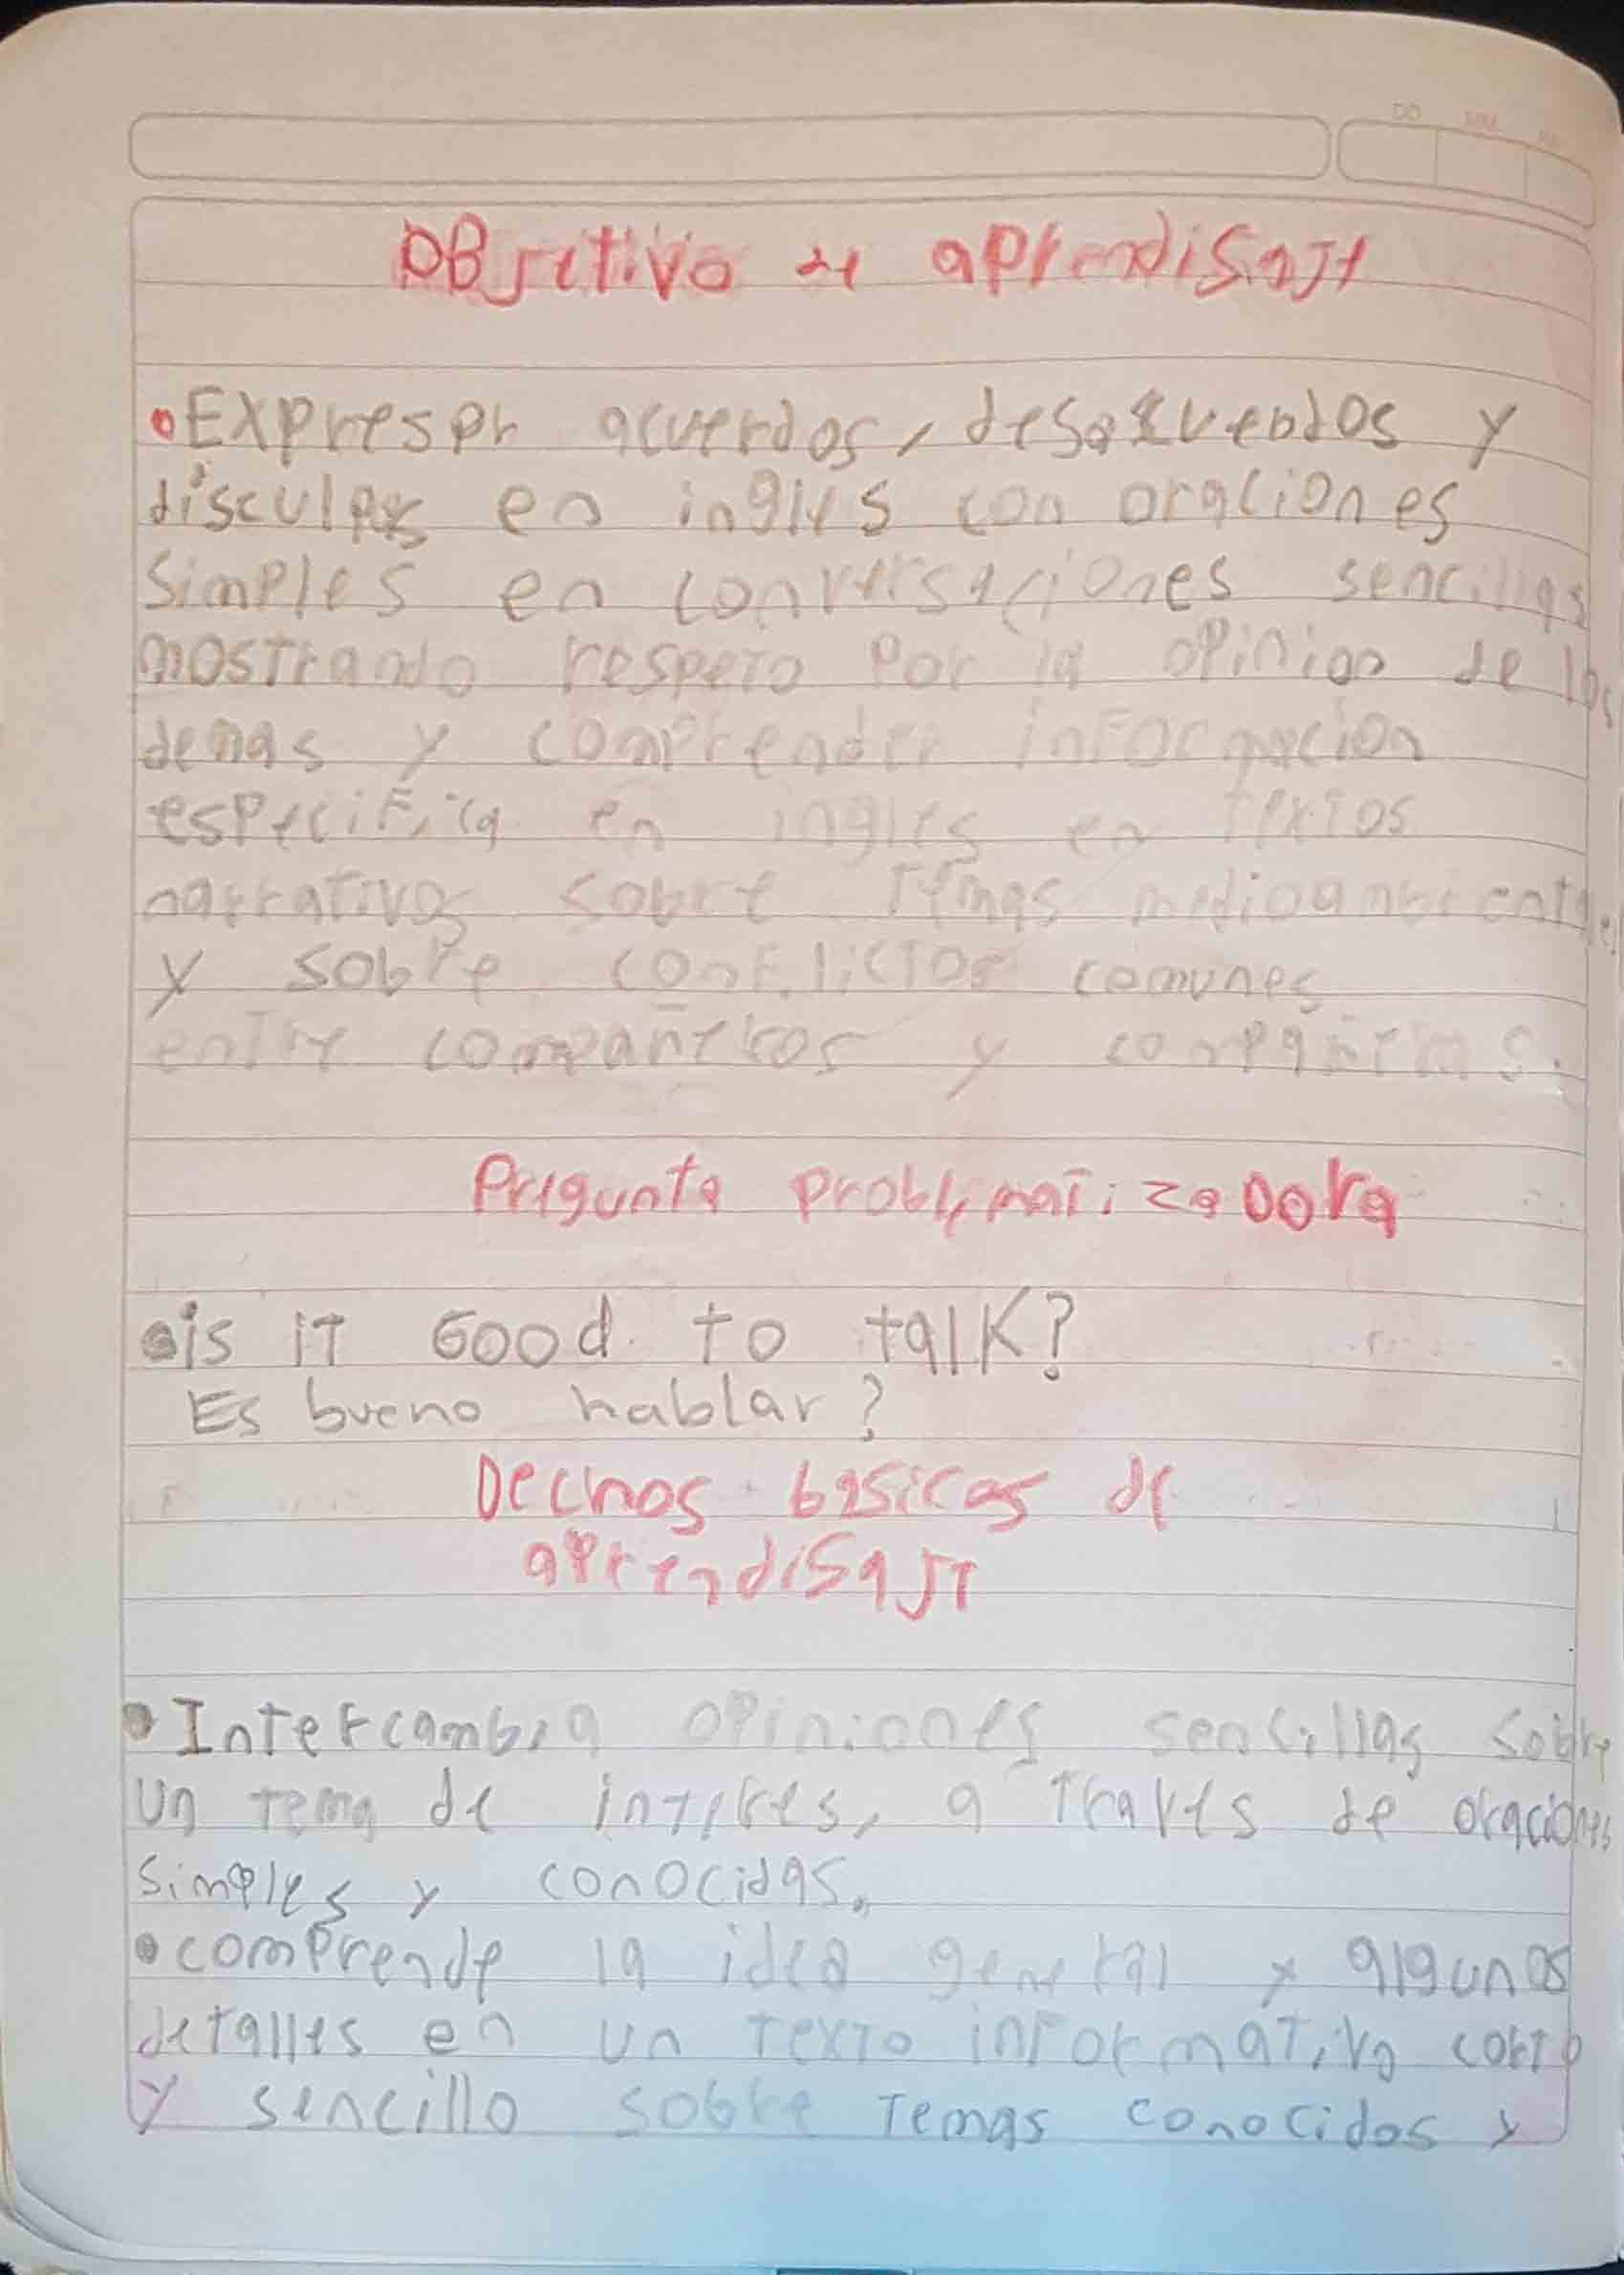 OBjetivo de aprendisaje
•Expresar acuerdos, desacuerdos y
disculpas en ingles con oraciones
simples en conversaciones sencillas
mostrando respeto por la opinion de los
demas y comprender informacion
especifica en ingles en textos
narrativos sobre temas medioambientales
y sobre conflictos comunes
entre compañeros y compañeras.
Pregunta problematizaDora
•is it Good to talk?
Es bueno hablar?
Dechos basicos de
aprendisaje
•Intercambia opiniones sencillas sobre
un tema de interes, a traves de oraciones
simples y conocidas.
•comprende la idea general y algunos
detalles en un texto informativo corto
y sencillo sobre temas conocidos y